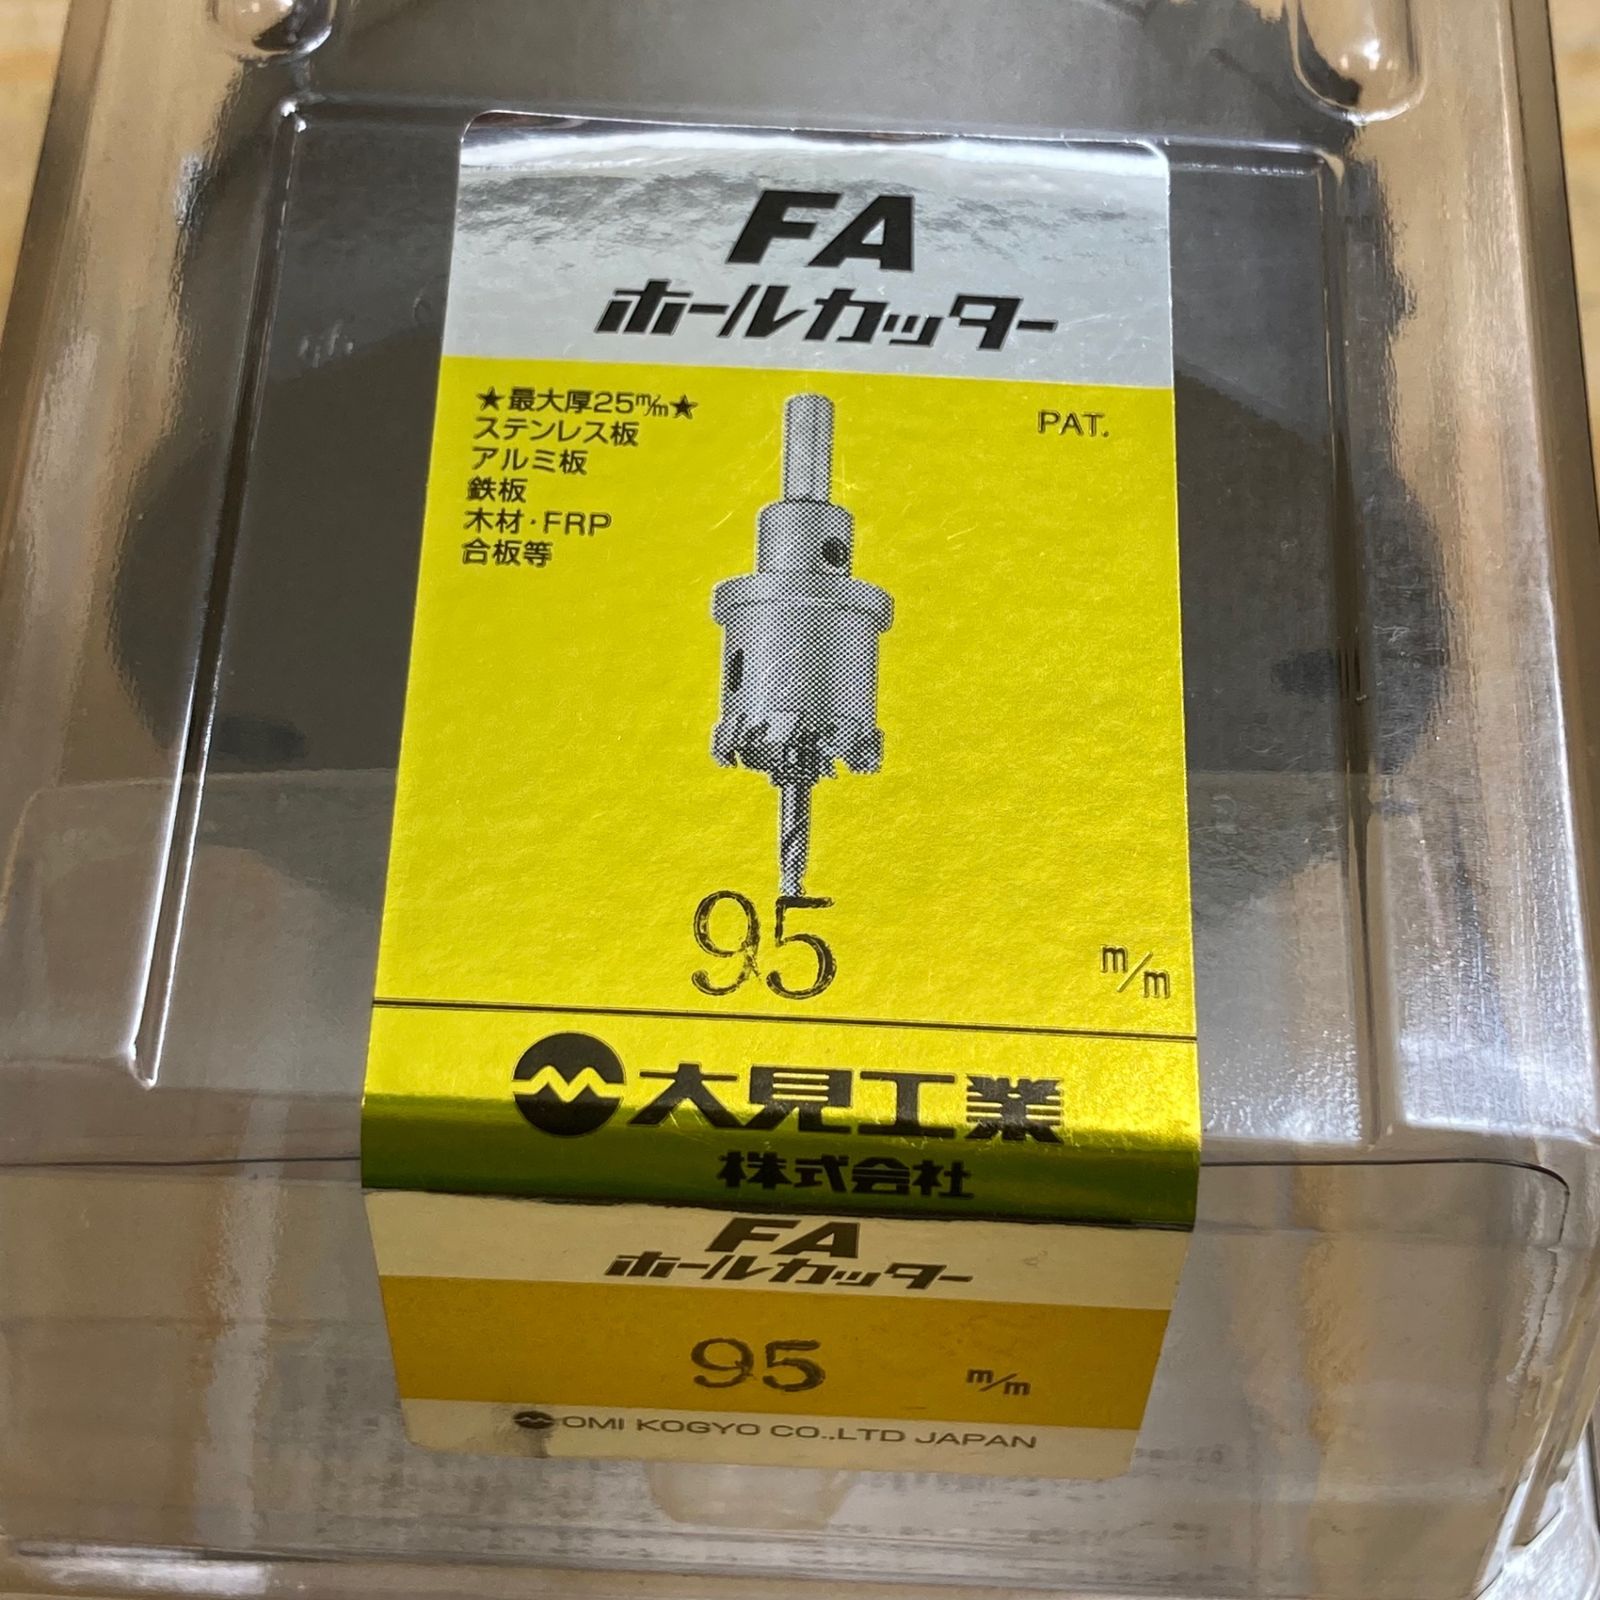 FA
ホールカッター
★最大厚25m/m★
ステンレス板
アルミ板
鉄板
木材・FRP
合板等
PAT.
95 m/m
大見工業
株式会社
FA
ホールカッター
95 m/m
OMI KOGYO CO.,LTD JAPAN